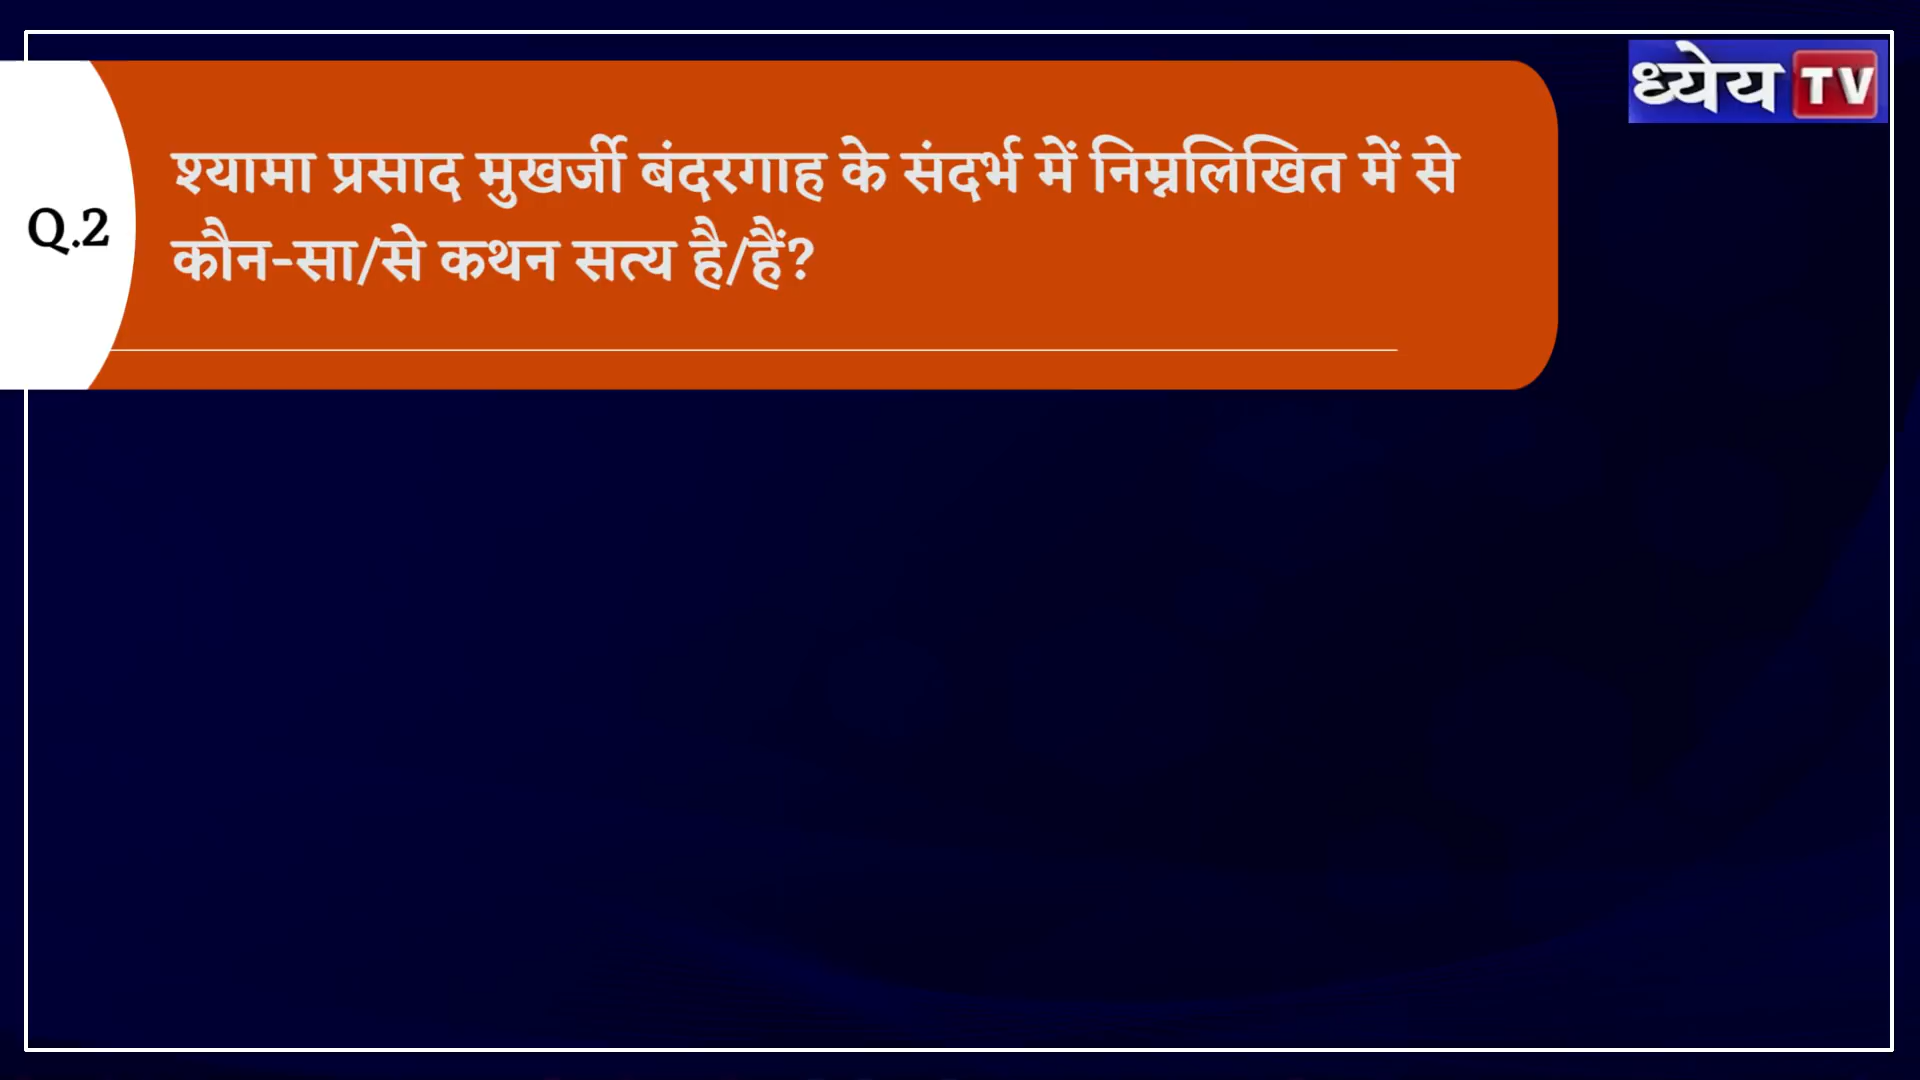 ध्येय TV
Q.2
श्यामा प्रसाद मुखर्जी बंदरगाह के संदर्भ में निम्नलिखित में से
कौन-सा/से कथन सत्य है/हैं?